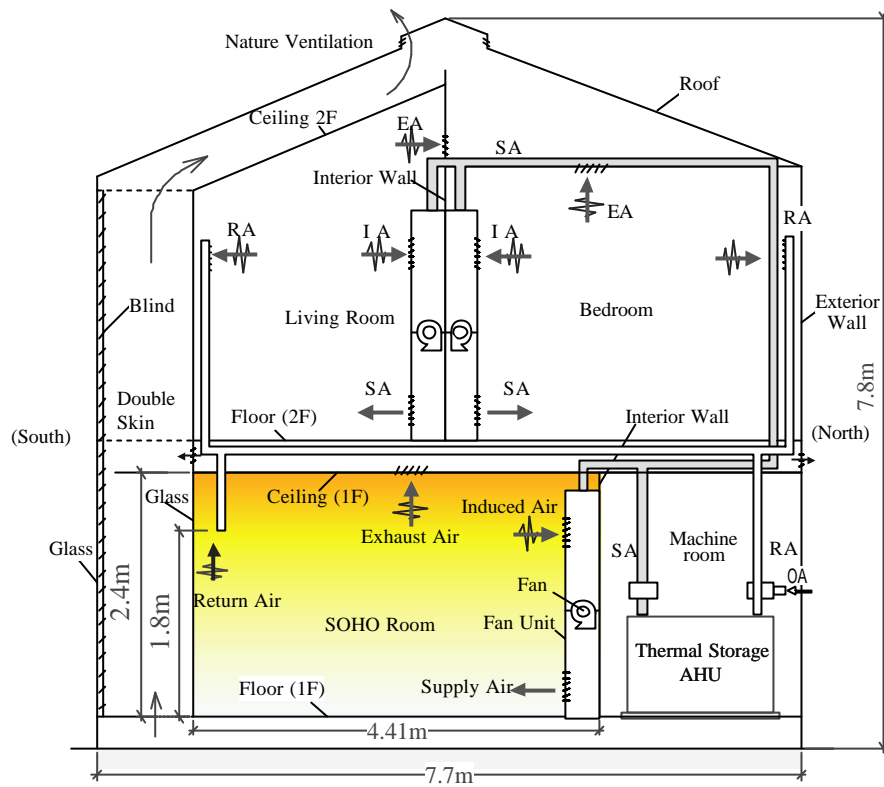 Nature Ventilation
Roof
Ceiling 2F
EA
SA
Interior Wall
EA
RA
RA
I A
I A
Blind
Living Room
Bedroom
Exterior
Wall
7.8m
SA
SA
Double
Skin
Floor (2F)
Interior Wall
(South)
(North)
Glass
Ceiling (1F)
Induced Air
Exhaust Air
Glass
SA
Machine
room
RA
OA
2.4m
1.8m
Return Air
Fan
SOHO Room
Fan Unit
Thermal Storage
AHU
Floor (1F)
Supply Air
4.41m
7.7m